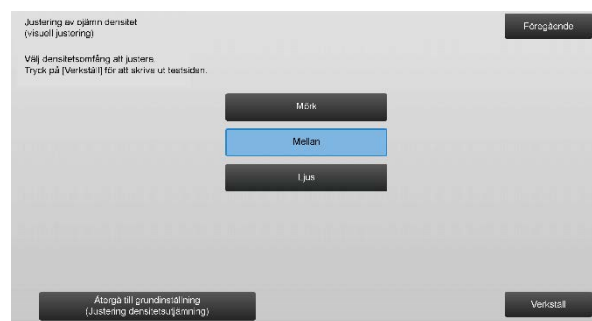 Justering av ojämn densitet
(visuell justering)
Föregående
Välj densitetsomfång att justera.
Tryck på [Verkställ] för att skriva ut testsidan.
Mörk
Mellan
Ljus
Återgå till grundinställning
(Justering densitetsutjämning)
Verkställ